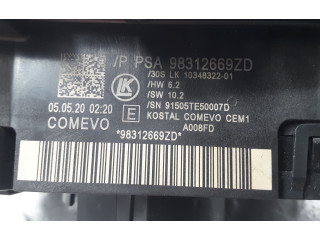 /P PSA 98312669ZD
/30S LK 10348322-01
/HW 6.2
/SW 10.2
05.05.20 02:20
LK
/SN 91505TE50007D
COMEVO
E
KOSTAL COMEVO CEM1
A008FD
*98312669ZD*